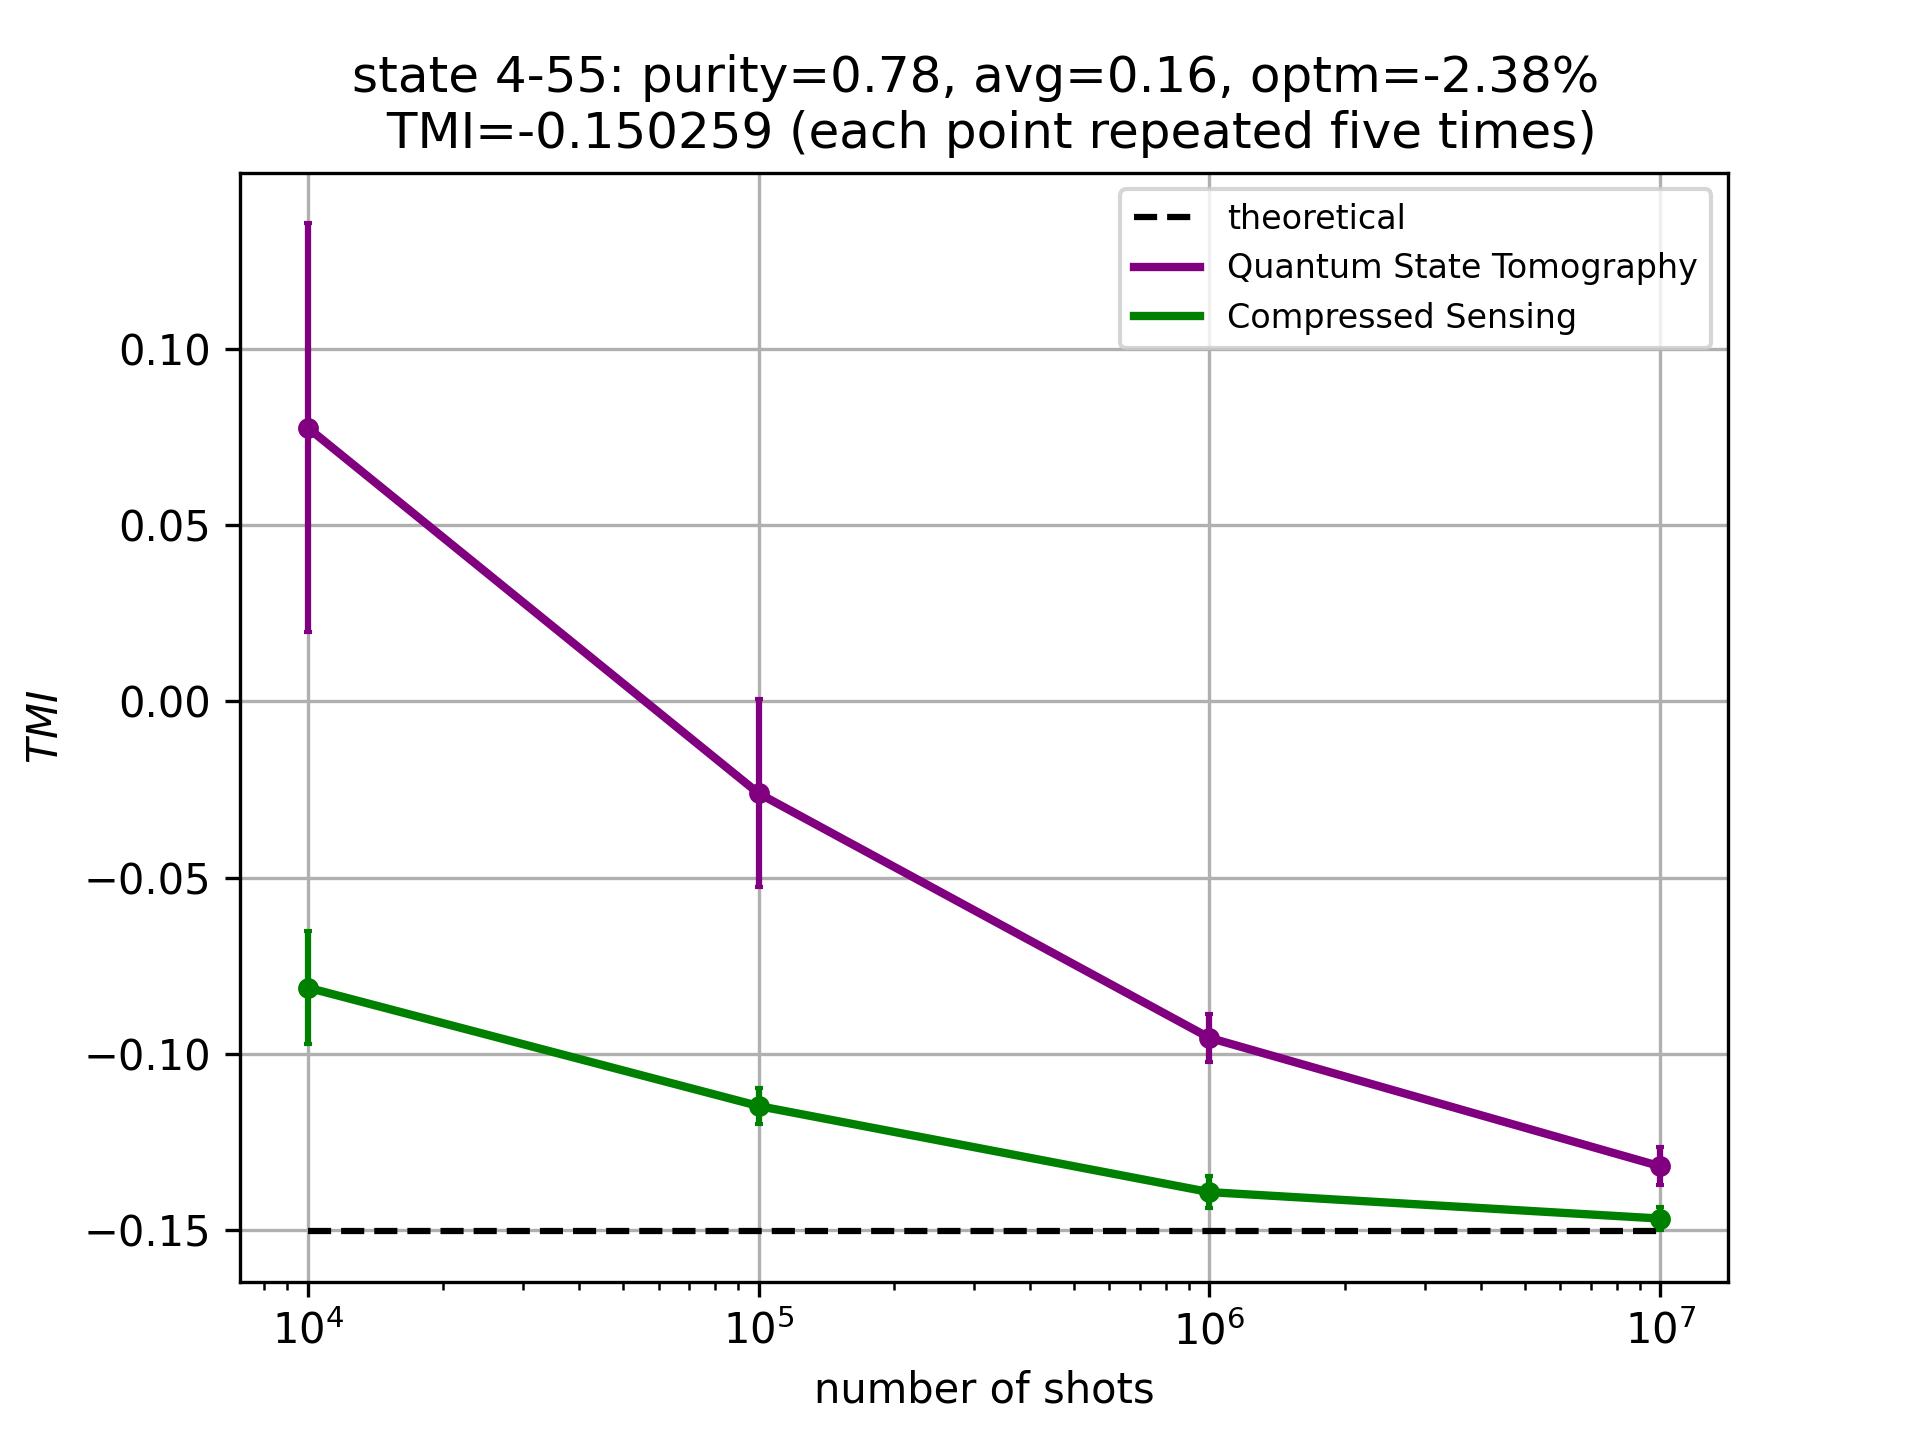 state 4-55: purity=0.78, avg=0.16, optm=-2.38%
TMI=-0.150259 (each point repeated five times)
theoretical
Quantum State Tomography
Compressed Sensing
0.10
0.05
0.00
−0.05
−0.10
−0.15
TMI
10⁴
10⁵
10⁶
10⁷
number of shots